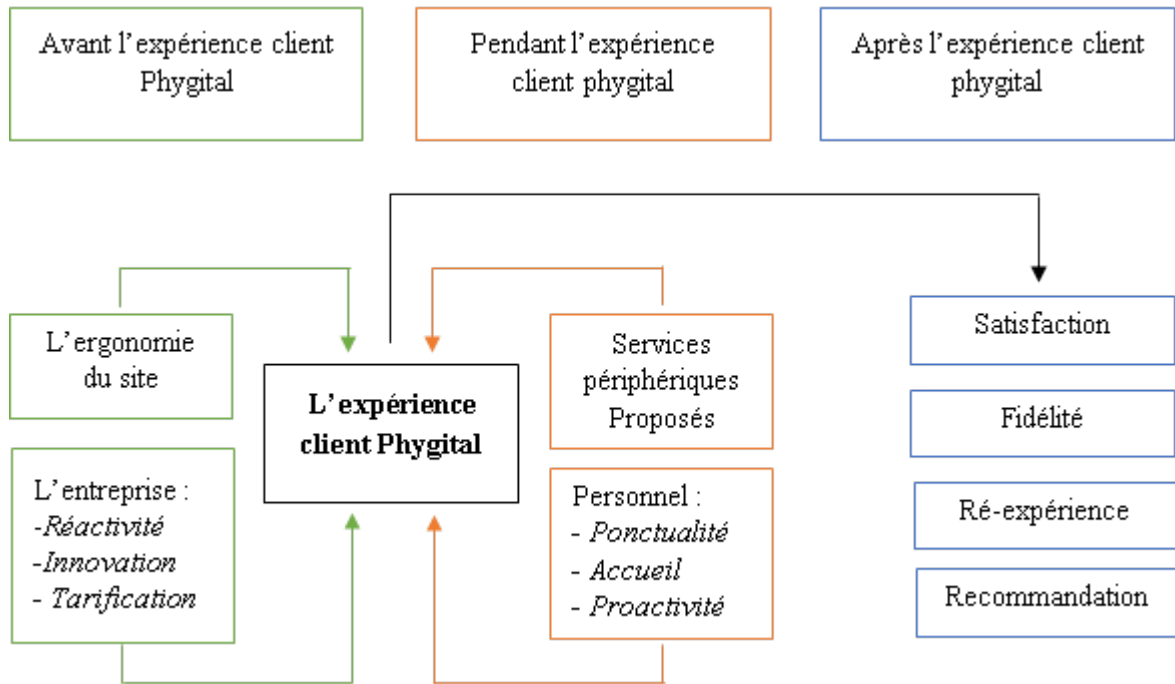 Avant l'expérience client
Phygital
Pendant l'expérience
client phygital
Après l'expérience client
phygital
L'ergonomie
du site
L'entreprise :
-Réactivité
-Innovation
- Tarification
L'expérience
client Phygital
Services
périphériques
Proposés
Personnel :
- Ponctualité
- Accueil
- Proactivité
Satisfaction
Fidélité
Ré-expérience
Recommandation